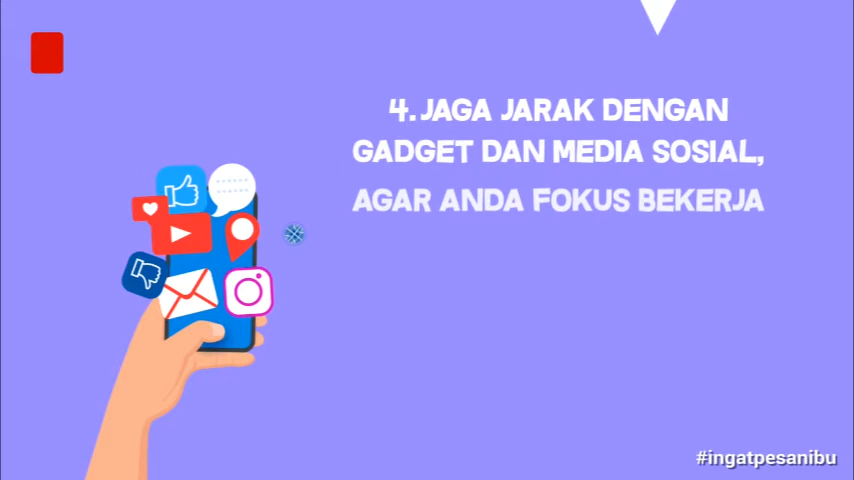 4. JAGA JARAK DENGAN
GADGET DAN MEDIA SOSIAL,
AGAR ANDA FOKUS BEKERJA
#ingatpesanibu